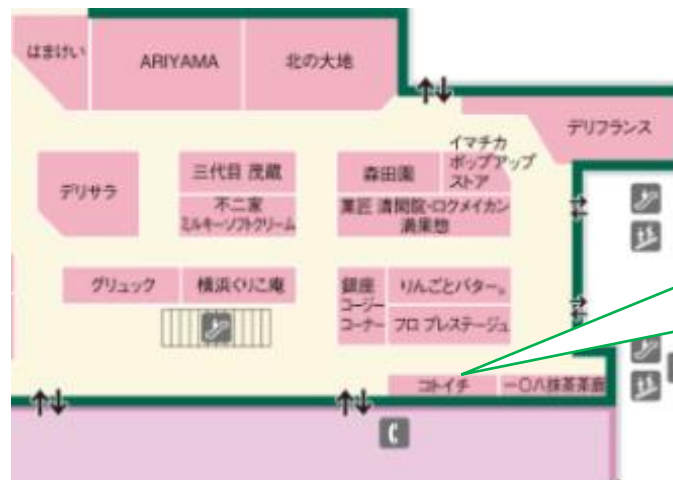 はまけい
ARIYAMA
北の大地
デリフランス
イマチカ
ポップアップ
ストア
デリサラ
三代目 茂蔵
森田園
不二家
ミルキーソフトクリーム
菓匠 清閑院・ロクメイカン
満果惣
グリュック
横浜くりこ庵
銀座
コージー
コーナー
りんごとバター。
フロ プレステージュ
コトイチ
一〇八抹茶茶廊